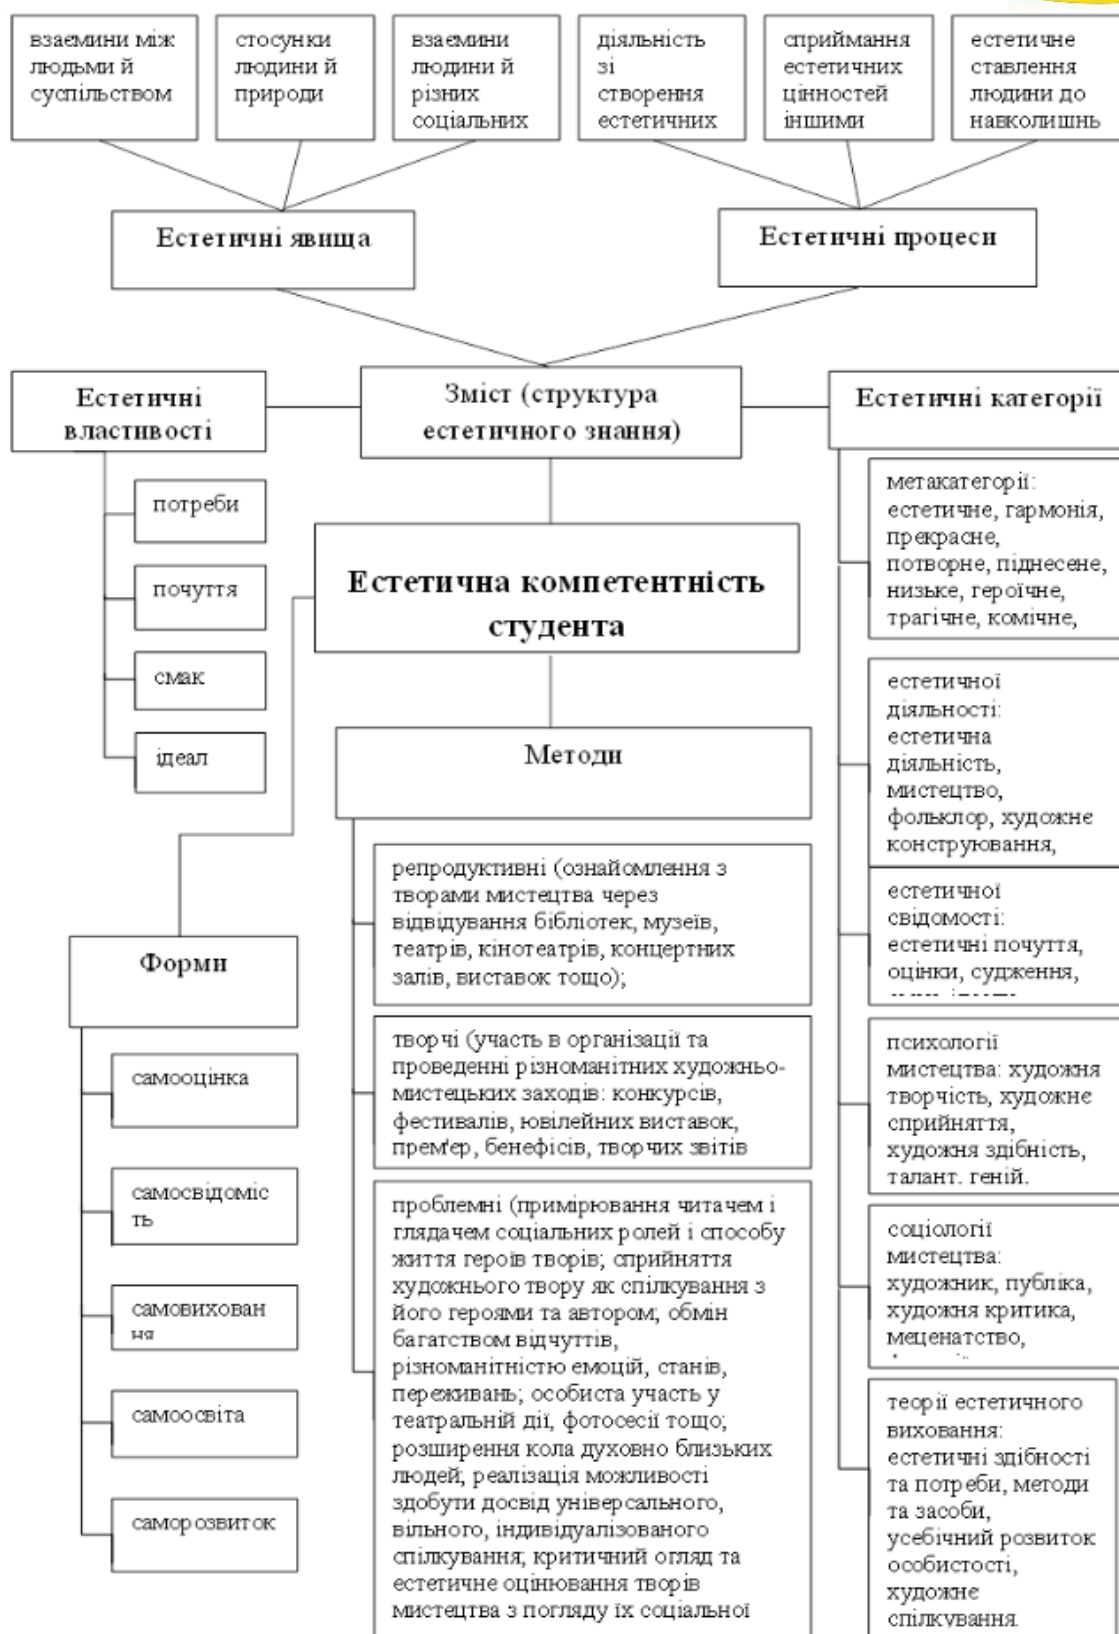 взаємини між
людьми й
суспільством
стосунки
людини й
природи
взаємини
людини й
різних
соціальних
діяльність
зі
створення
естетичних
сприймання
естетичних
цінностей
іншими
естетичне
ставлення
людини до
навколишнь
Естетичні явища
Естетичні процеси
Естетичні
властивості
Зміст (структура
естетичного знання)
Естетичні категорії
потреби
почуття
смак
ідеал
Естетична компетентність
студента
метакатегорії:
естетичне, гармонія,
прекрасне,
потворне, піднесене,
низьке, героїчне,
трагічне, комічне,
естетичної
діяльності:
естетична
діяльність,
мистецтво,
фольклор, художнє
конструювання,
естетичної
свідомості:
естетичні почуття,
оцінки, судження,
психології
мистецтва: художня
творчість, художнє
сприйняття,
художня здібність,
талант. геній.
соціології
мистецтва:
художник, публіка,
художня критика,
меценатство,
теорії естетичного
виховання:
естетичні здібності
та потреби, методи
та засоби,
усебічний розвиток
особистості,
художнє
спілкування.
Методи
репродуктивні (ознайомлення з
творами мистецтва через
відвідування бібліотек, музеїв,
театрів, кінотеатрів, концертних
залів, виставок тощо);
творчі (участь в організації та
проведенні різноманітних художньо-
мистецьких заходів: конкурсів,
фестивалів, ювілейних виставок,
прем'єр, бенефісів, творчих звітів
проблемні (примірювання читачем і
глядачем соціальних ролей і способу
життя героїв творів; сприйняття
художнього твору як спілкування з
його героями та автором; обмін
багатством відчуттів,
різноманітністю емоцій, станів,
переживань; особиста участь у
театральній дії, фотосесії тощо;
розширення кола духовно близьких
людей; реалізація можливості
здобути досвід універсального,
вільного, індивідуалізованого
спілкування; критичний огляд та
естетичне оцінювання творів
мистецтва з погляду їх соціальної
Форми
самооцінка
самосвідоміс
ть
самовихован
ня
самоосвіта
саморозвиток